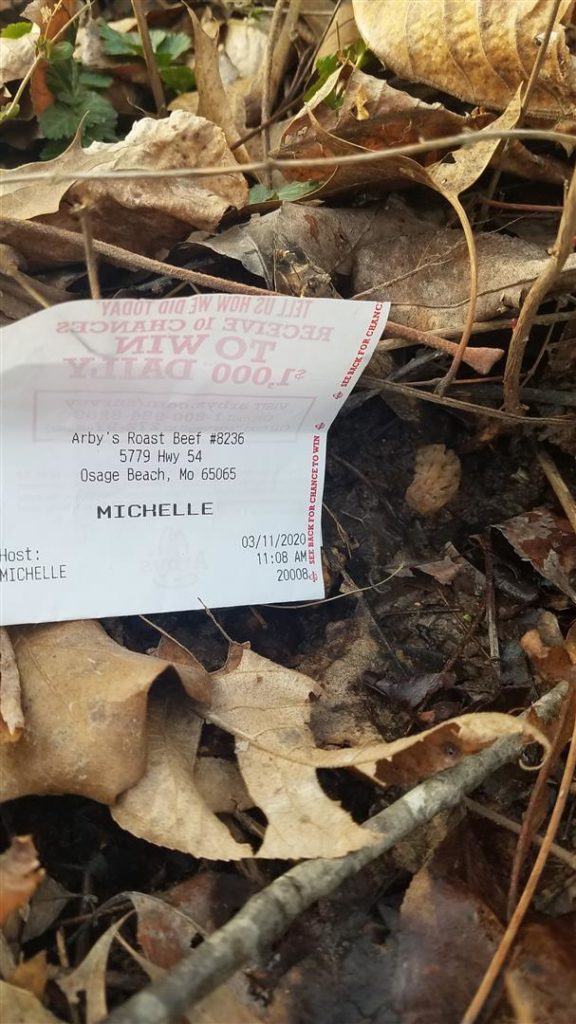 TELL US HOW WE DID TODAY
RECEIVE 10 CHANCES
TO WIN
$1,000 DAILY
SEE BACK FOR CHANCE
SEE BACK FOR CHANCE TO WIN
Arby's Roast Beef #8236
5779 Hwy 54
Osage Beach, Mo 65065
MICHELLE
Host:
MICHELLE
03/11/2020
11:08 AM
20008